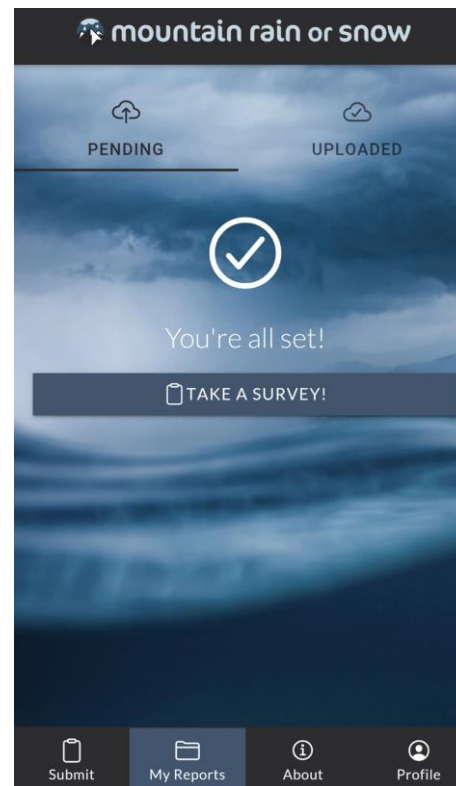 mountain rain or snow
PENDING
UPLOADED
You're all set!
TAKE A SURVEY!
Submit
My Reports
About
Profile